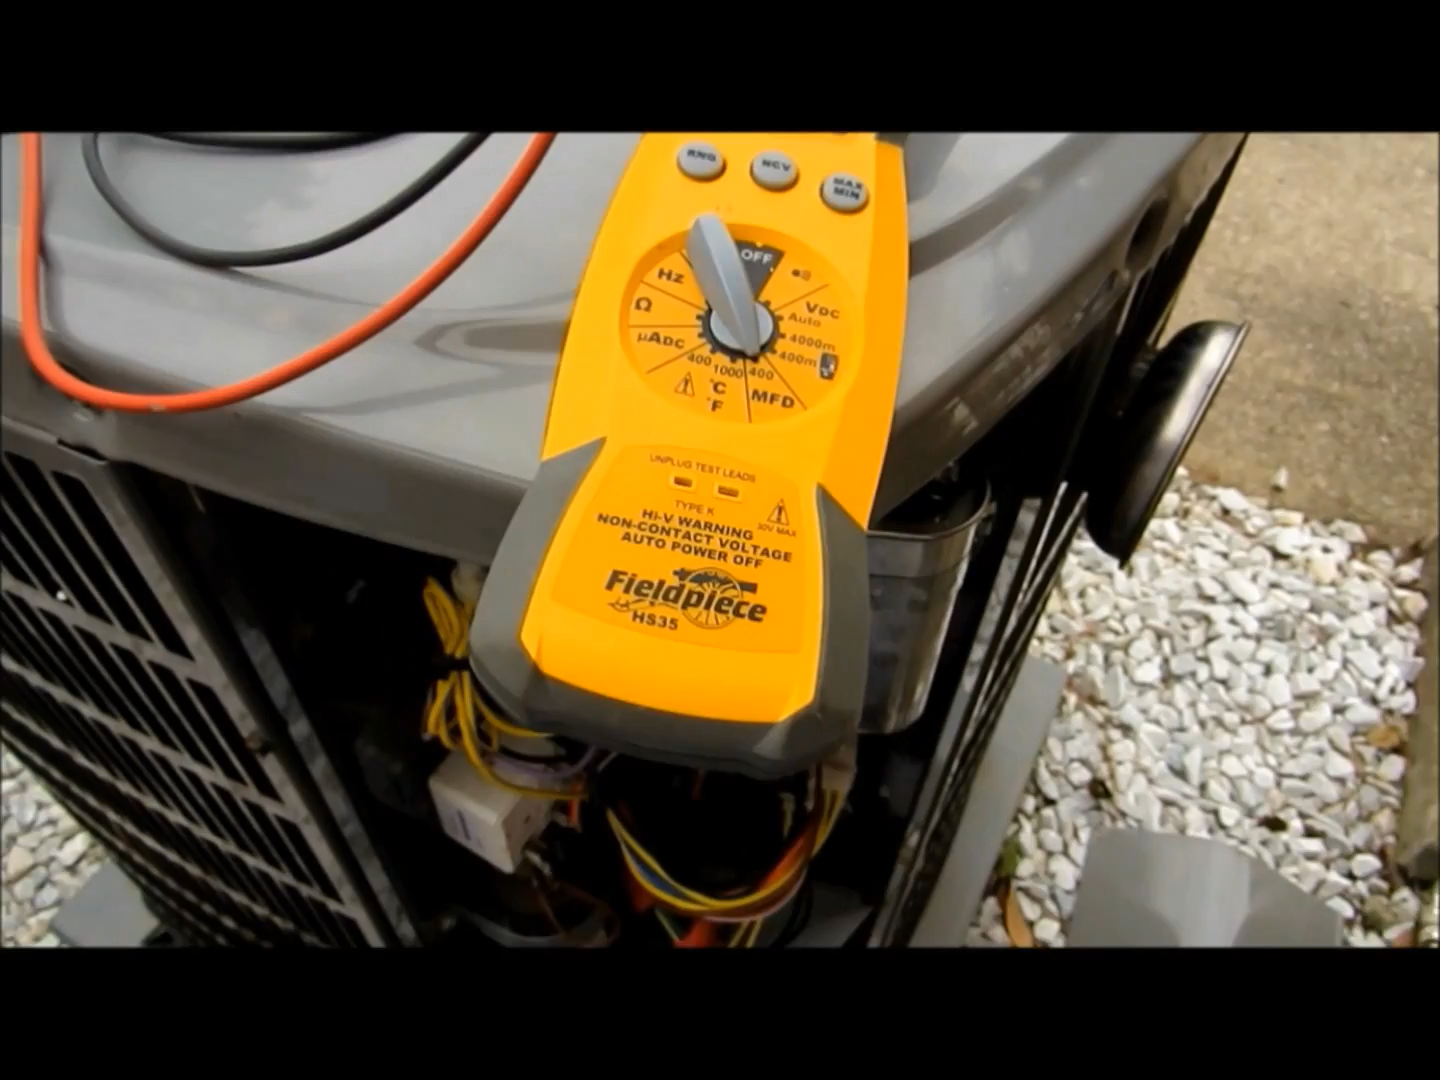 RNG
NCV
MAX
MIN
OFF
Hz
VDC
Auto
Ω
4000m
µADC
400m
400
1000
400
°C
°F
MFD
UNPLUG TEST LEADS
TYPE K
30V MAX
Hi-V WARNING
NON-CONTACT VOLTAGE
AUTO POWER OFF
Fieldpiece
HS35